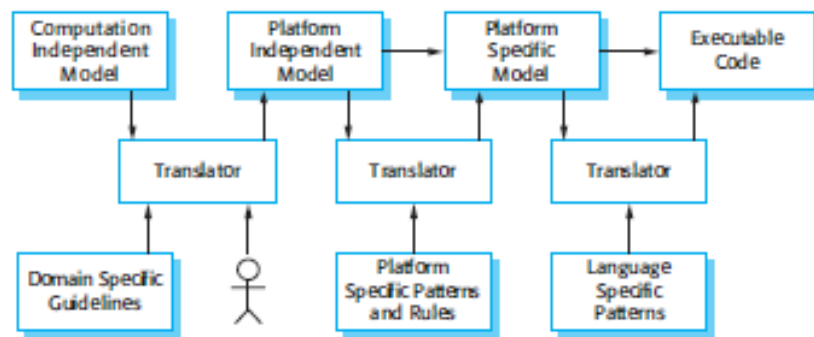 Computation
Independent
Model
Platform
Independent
Model
Platform
Specific
Model
Executable
Code
Translator
Translator
Translator
Domain Specific
Guidelines
Platform
Specific Patterns
and Rules
Language
Specific
Patterns